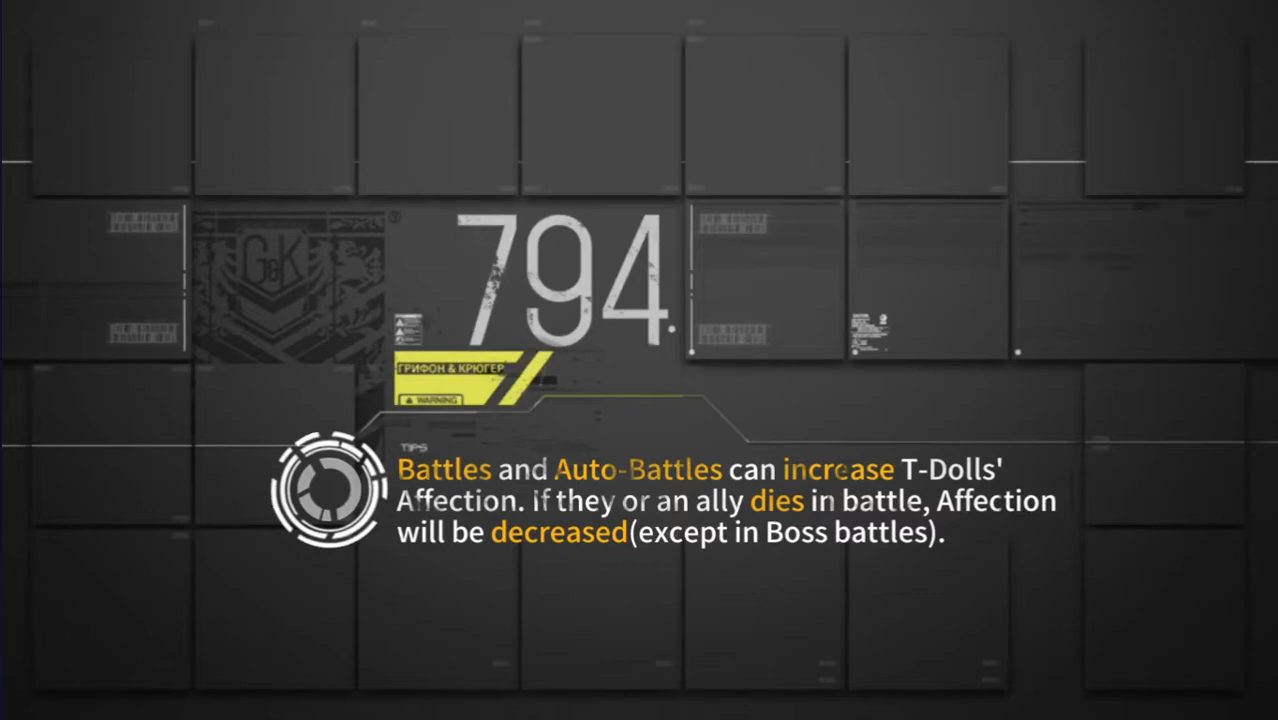 G&K
794.
ГРИФОН & КРЮГЕР
WARNING
TIPS
Battles and Auto-Battles can increase T-Dolls'
Affection. If they or an ally dies in battle, Affection
will be decreased(except in Boss battles).